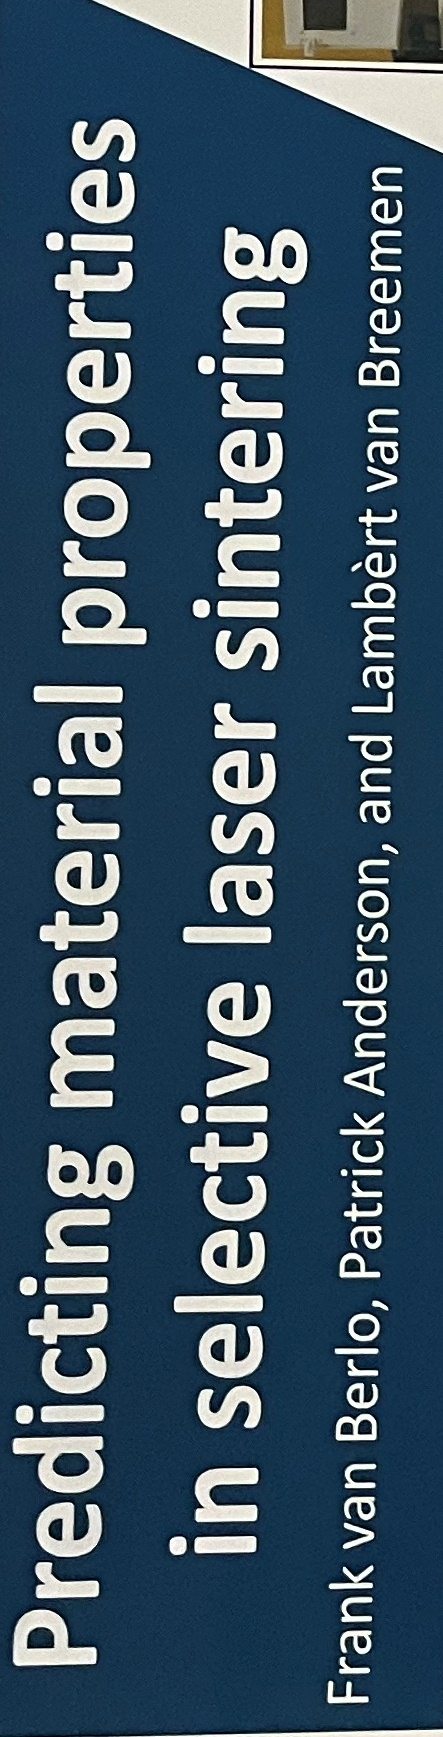 Predicting material properties
in selective laser sintering
Frank van Berlo, Patrick Anderson, and Lambèrt van Breemen